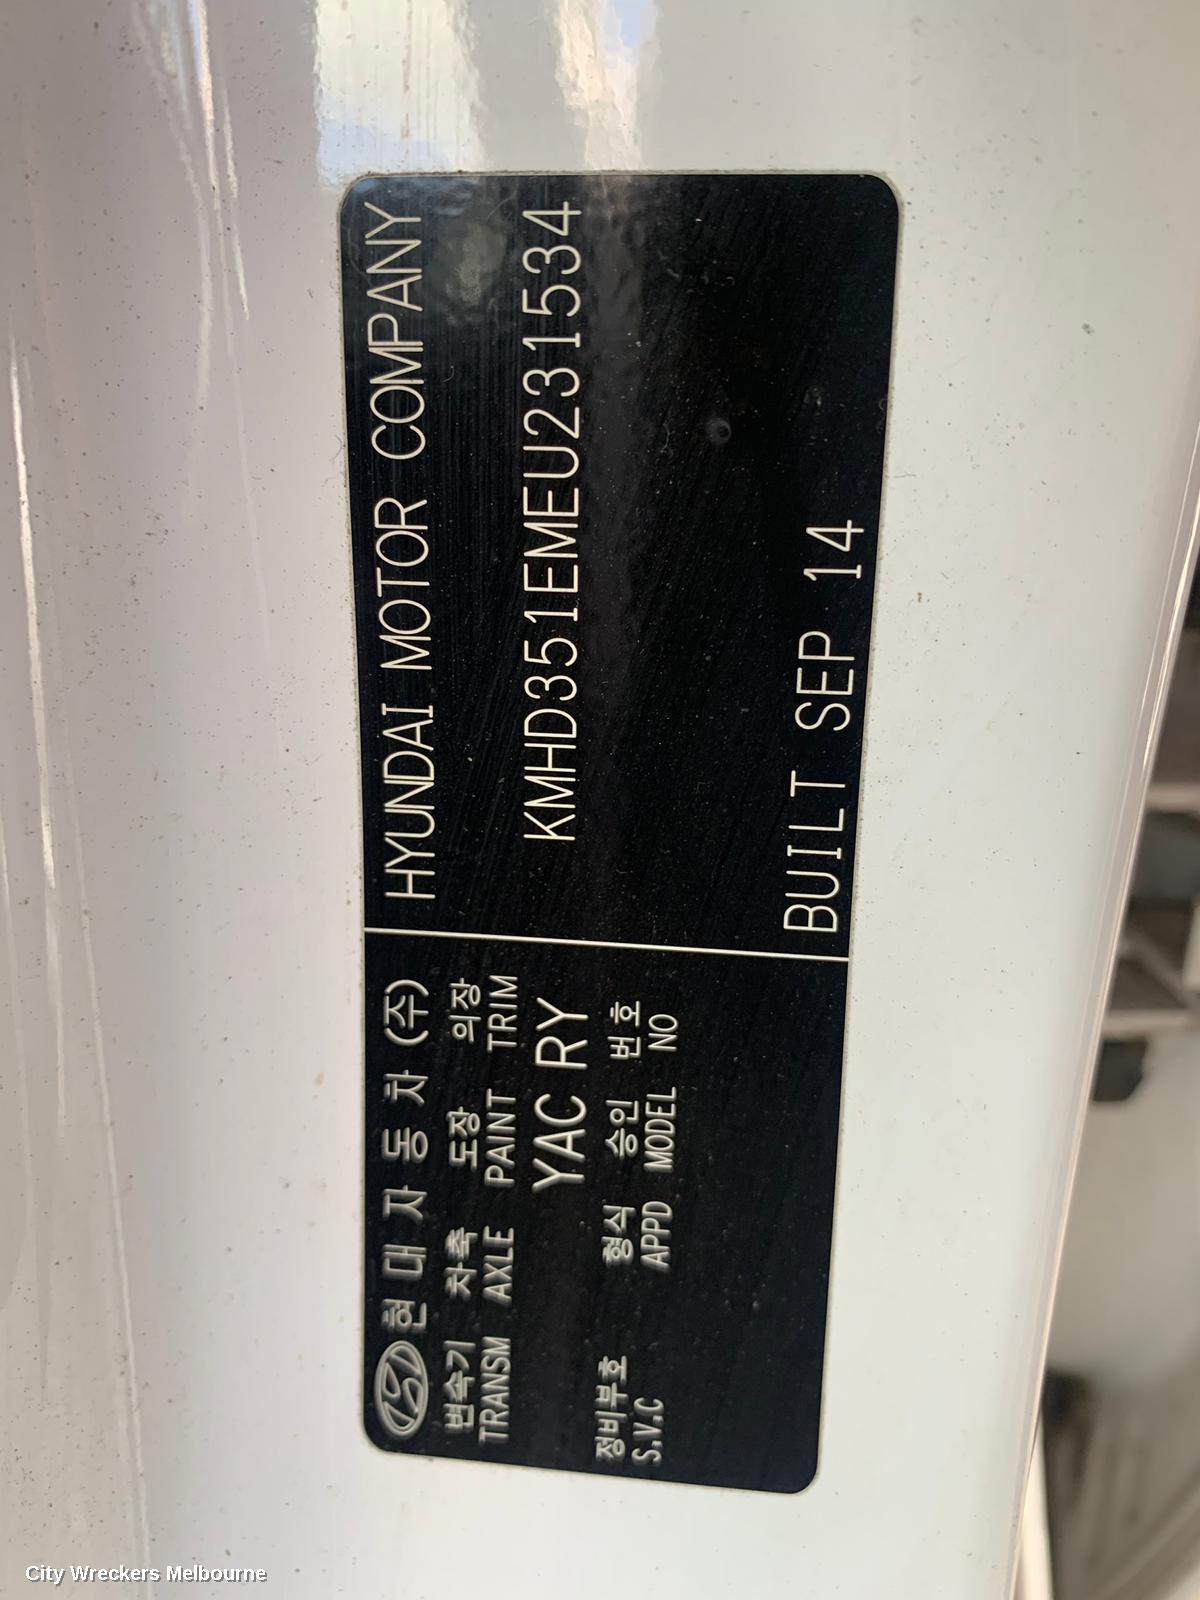 현대자동차 (주)
변속기 차축 도장 의장
TRANSM AXLE PAINT TRIM
YAC RY
정비부호 형식 승인 번호
S.V.C APPD MODEL NO
HYUNDAI MOTOR COMPANY
KMHD351EMEU231534
BUILT SEP 14
City Wreckers Melbourne